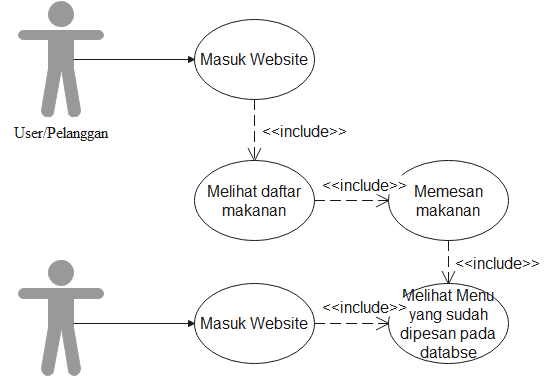 Masuk Website
User/Pelanggan
<<include>>
Melihat daftar
makanan
<<include>>
Memesan
makanan
<<include>>
Masuk Website
<<include>>
Melihat Menu
yang sudah
dipesan pada
databse